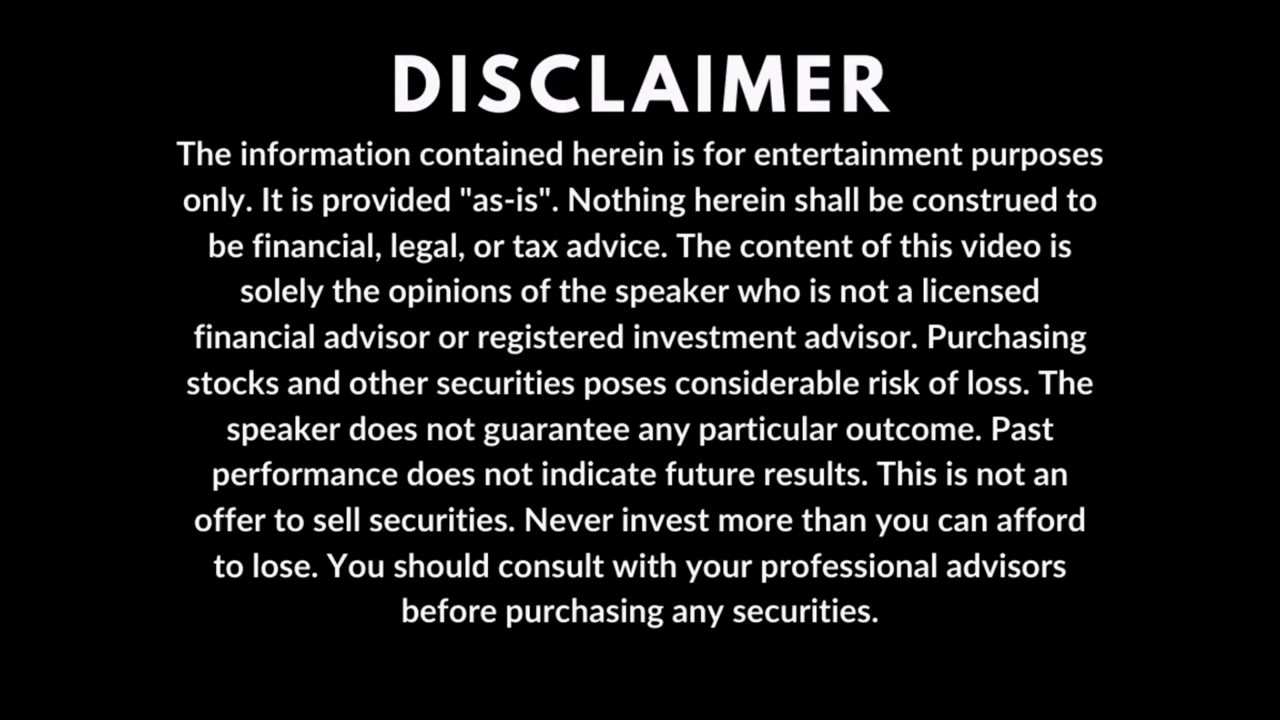 DISCLAIMER
The information contained herein is for entertainment purposes
only. It is provided "as-is". Nothing herein shall be construed to
be financial, legal, or tax advice. The content of this video is
solely the opinions of the speaker who is not a licensed
financial advisor or registered investment advisor. Purchasing
stocks and other securities poses considerable risk of loss. The
speaker does not guarantee any particular outcome. Past
performance does not indicate future results. This is not an
offer to sell securities. Never invest more than you can afford
to lose. You should consult with your professional advisors
before purchasing any securities.